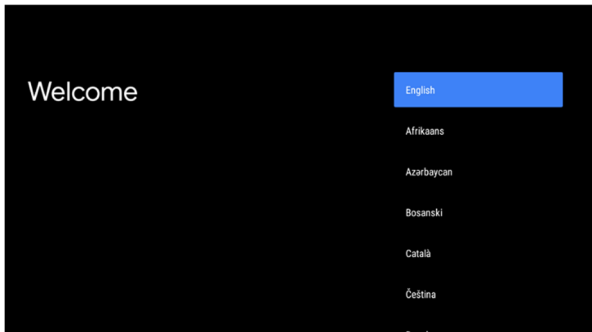 Welcome
English
Afrikaans
Azərbaycan
Bosanski
Català
Čeština